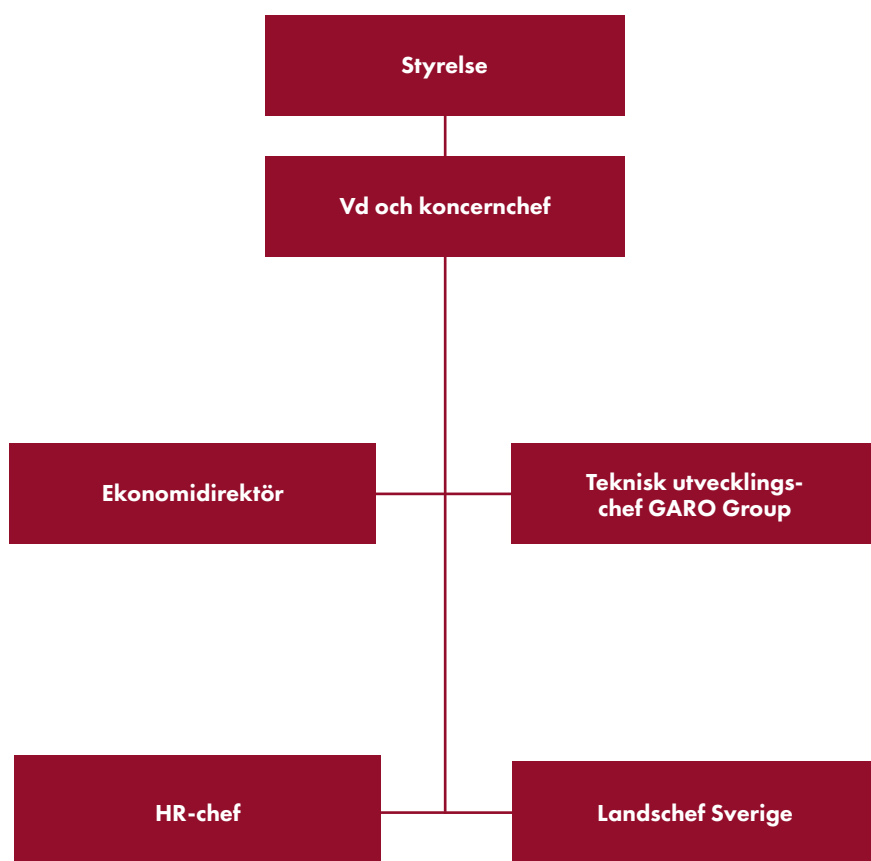 Styrelse
Vd och koncernchef
Ekonomidirektör
Teknisk utvecklings-
chef GARO Group
HR-chef
Landschef Sverige